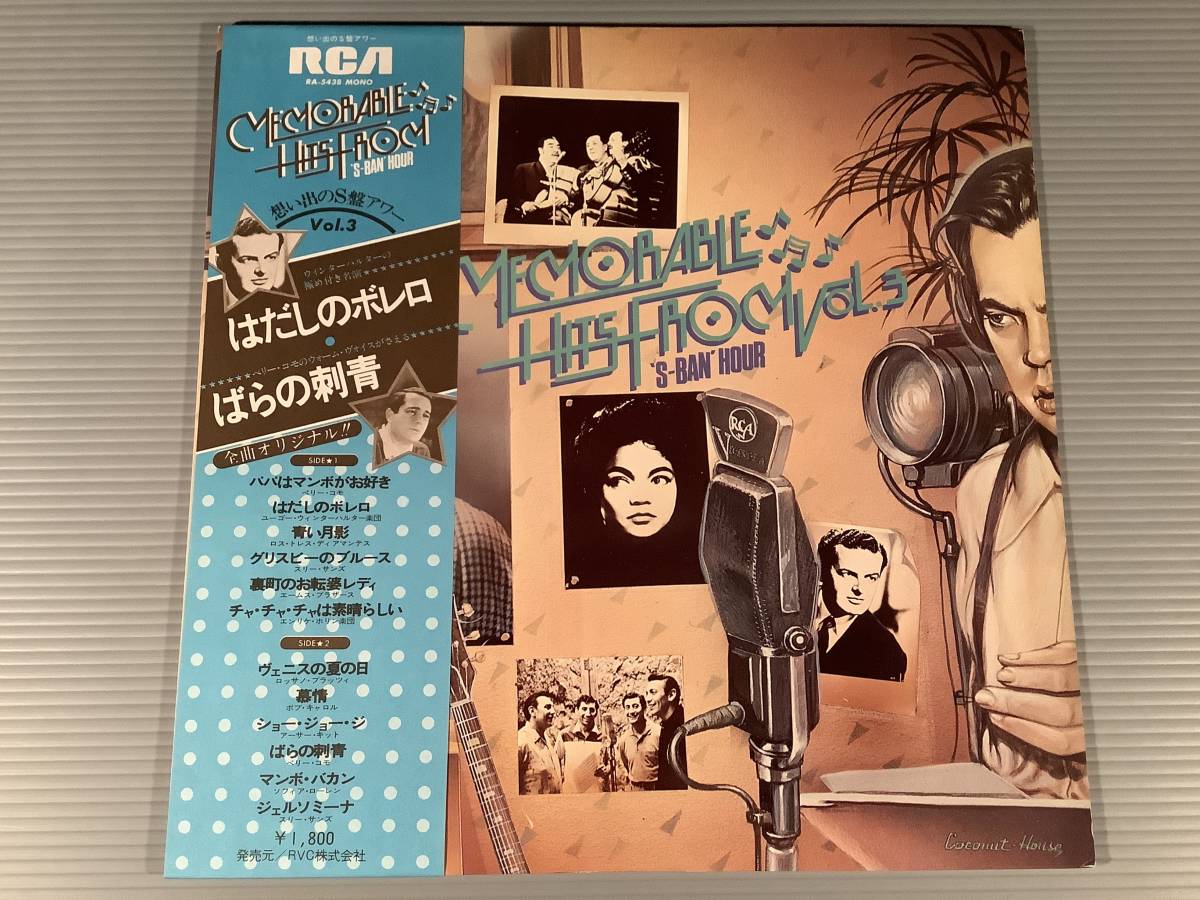 想い出のS盤アワー
RCA
RA-5438 MONO
MEMORABLE
HITS FROM
'S-BAN' HOUR
想い出のS盤アワー
Vol.3
ウィンターハルターの
極め付き名演★★★★★★★
はだしのボレロ
★★★★★★ペリー・コモのウォーム・ヴォイスがさえる★★★★★★
ばらの刺青
全曲オリジナル!!
SIDE★1
パパはマンボがお好き
ペリー・コモ
はだしのボレロ
ユーゴー・ウィンターハルター楽団
青い月影
ロス・トレス・ディアマンテス
グリスビーのブルース
スリー・サンズ
裏町のお転婆レディ
エームス・ブラザース
チャ・チャ・チャは素晴らしい
エンリケ・ホリン楽団
SIDE★2
ヴェニスの夏の日
ロッサノ・ブラッツィ
慕情
ボブ・キャロル
ショー・ジョー・ジ
アーサー・キット
ばらの刺青
ペリー・コモ
マンボ・バカン
ソフィア・ローレン
ジェルソミーナ
スリー・サンズ
¥1,800
発売元/RVC株式会社
MEMORABLE
HITS FROM VOL.3
'S-BAN' HOUR
RCA
Coconut-House